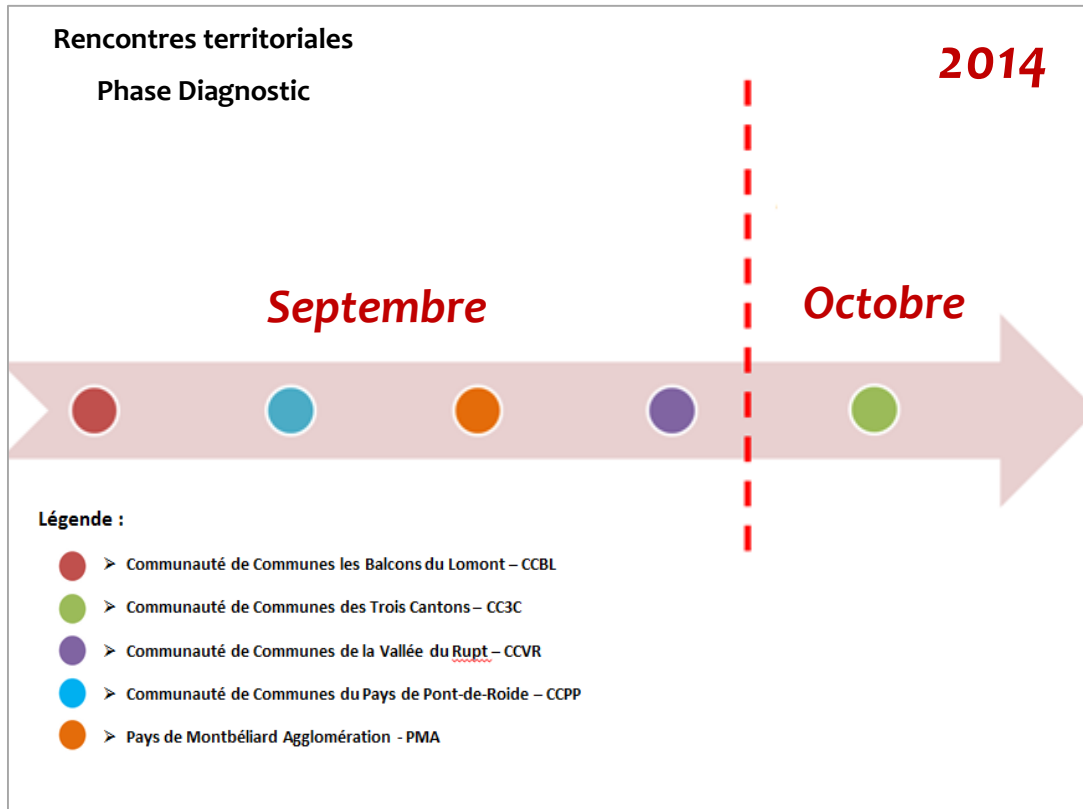 Rencontres territoriales
Phase Diagnostic
2014
Septembre
Octobre
Légende :
➢ Communauté de Communes les Balcons du Lomont – CCBL
➢ Communauté de Communes des Trois Cantons – CC3C
➢ Communauté de Communes de la Vallée du Rupt – CCVR
➢ Communauté de Communes du Pays de Pont-de-Roide – CCPP
➢ Pays de Montbéliard Agglomération - PMA